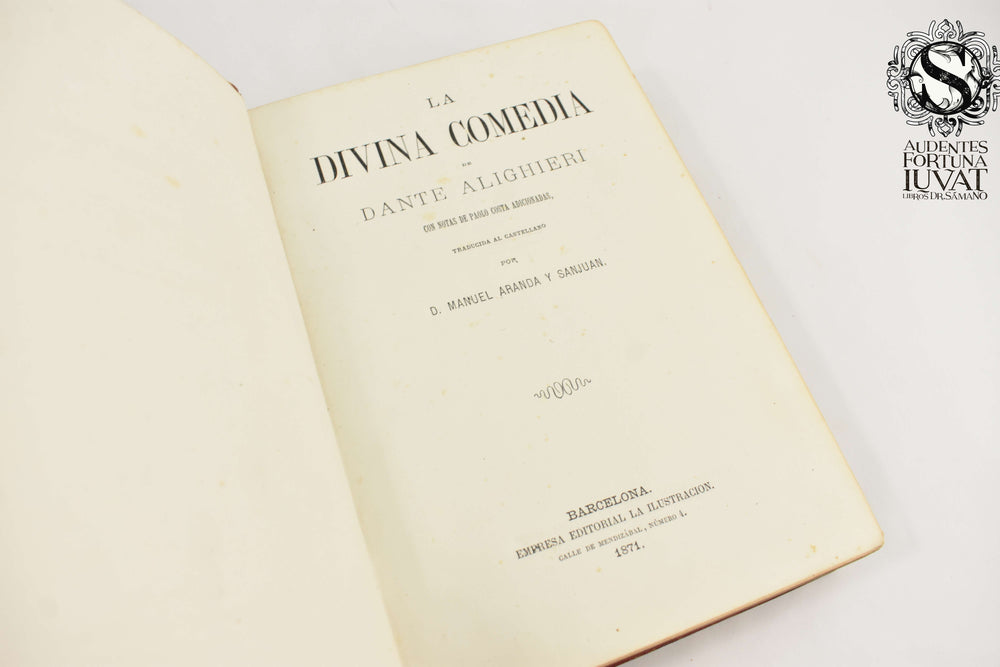 LA
DIVINA COMEDIA
DE
DANTE ALIGHIERI
CON NOTAS DE PAOLO COSTA ADICIONADAS,
TRADUCIDA AL CASTELLANO
POR
D. MANUEL ARANDA Y SANJUAN.
BARCELONA.
EMPRESA EDITORIAL LA ILUSTRACION.
CALLE DE MENDIZÁBAL, NÚMERO 4.
1871.
S
AUDENTES
FORTUNA
IUVAT
LIBROS DR. SÁMANO